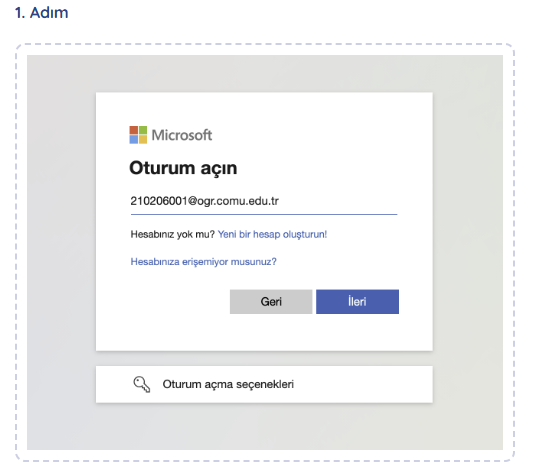 1. Adım
Microsoft
Oturum açın
210206001@ogr.comu.edu.tr
Hesabınız yok mu? Yeni bir hesap oluşturun!
Hesabınıza erişemiyor musunuz?
Geri İleri
Oturum açma seçenekleri